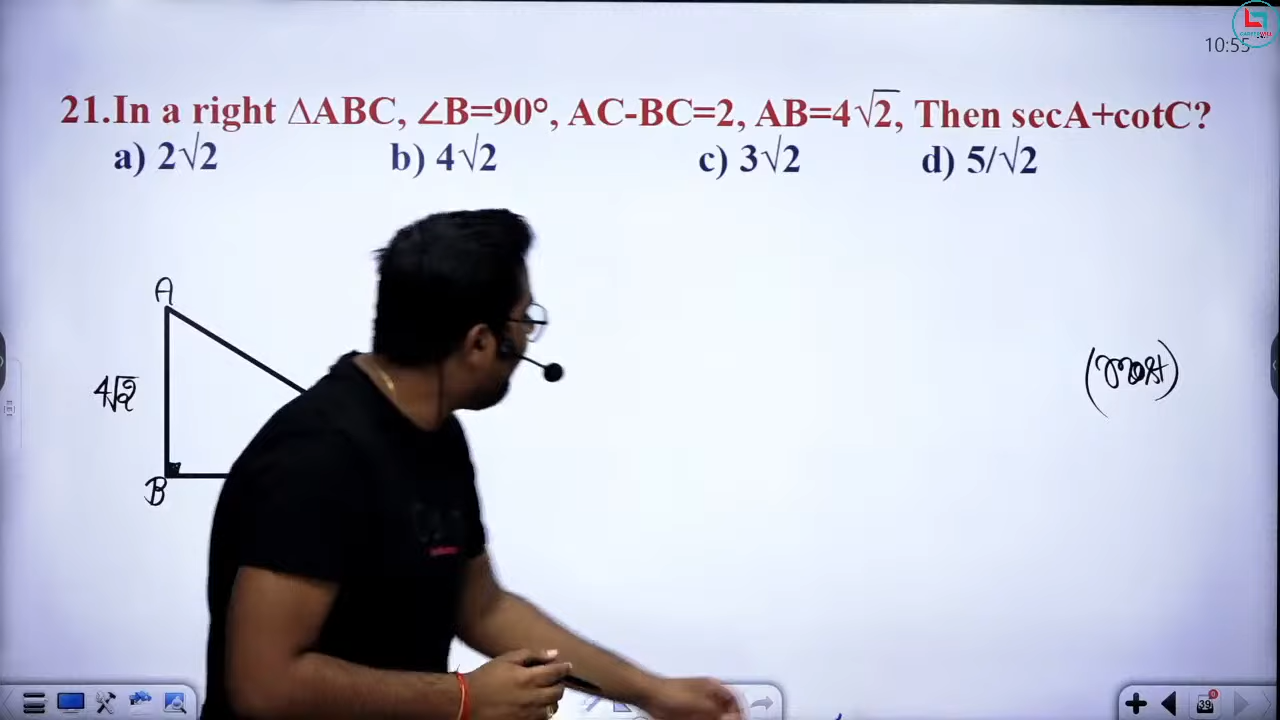 10:55
21.In a right ∆ABC, ∠B=90°, AC-BC=2, AB=4√2, Then secA+cotC?
a) 2√2 b) 4√2 c) 3√2 d) 5/√2
A
4√2
B
39